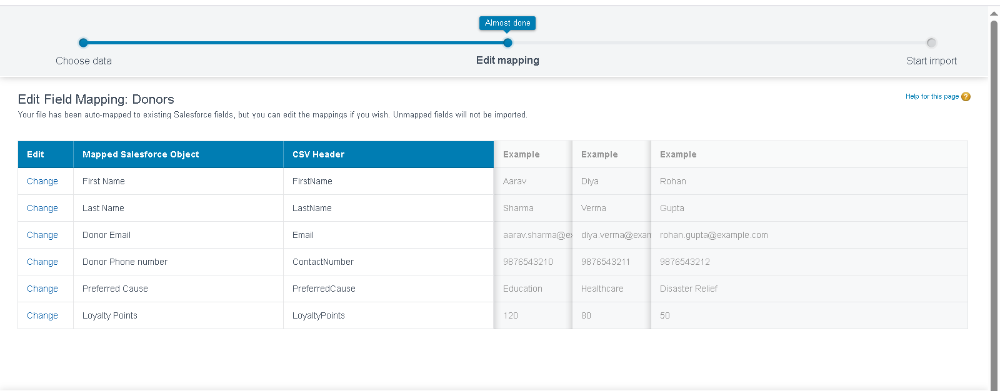 Almost done
Choose data
Edit mapping
Start import
Edit Field Mapping: Donors
Help for this page ?
Your file has been auto-mapped to existing Salesforce fields, but you can edit the mappings if you wish. Unmapped fields will not be imported.
Edit Mapped Salesforce Object CSV Header Example Example Example
Change First Name FirstName Aarav Diya Rohan
Change Last Name LastName Sharma Verma Gupta
Change Donor Email Email aarav.sharma@ex diya.verma@exam rohan.gupta@example.com
Change Donor Phone number ContactNumber 9876543210 9876543211 9876543212
Change Preferred Cause PreferredCause Education Healthcare Disaster Relief
Change Loyalty Points LoyaltyPoints 120 80 50